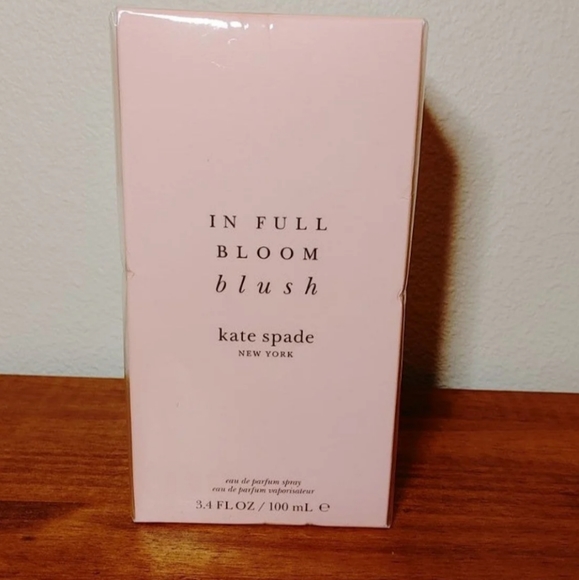 IN FULL
BLOOM
blush
kate spade
NEW YORK
eau de parfum spray
eau de parfum vaporisateur
3.4 FL OZ / 100 mL ℮